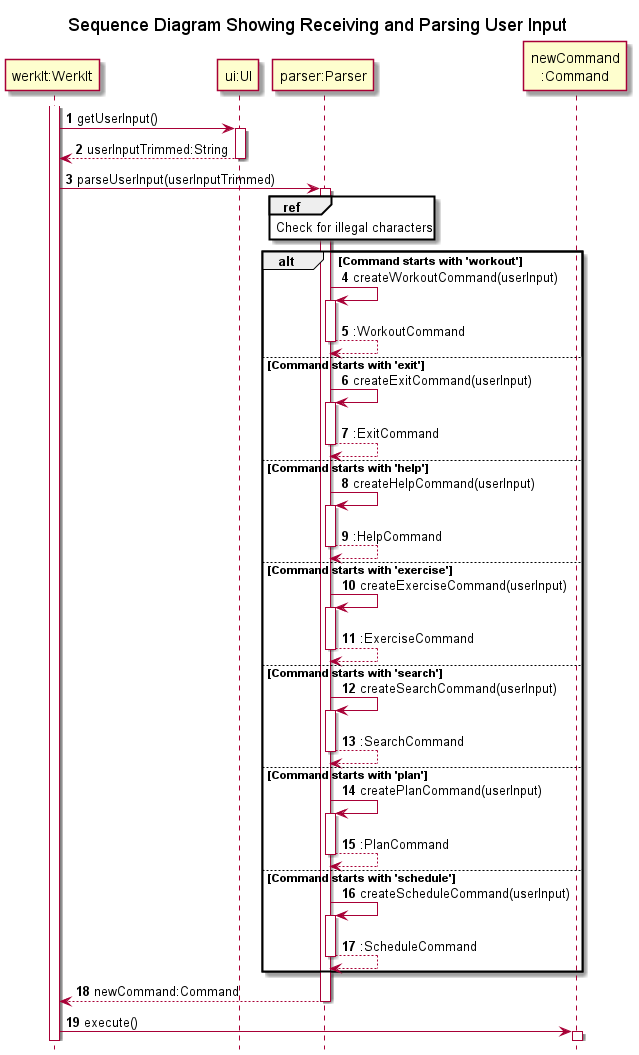 Sequence Diagram Showing Receiving and Parsing User Input
werkIt:WerkIt
ui:UI
parser:Parser
newCommand
:Command
1 getUserInput()
2 userInputTrimmed:String
3 parseUserInput(userInputTrimmed)
ref
Check for illegal characters
alt [Command starts with 'workout']
4 createWorkoutCommand(userInput)
5 :WorkoutCommand
[Command starts with 'exit']
6 createExitCommand(userInput)
7 :ExitCommand
[Command starts with 'help']
8 createHelpCommand(userInput)
9 :HelpCommand
[Command starts with 'exercise']
10 createExerciseCommand(userInput)
11 :ExerciseCommand
[Command starts with 'search']
12 createSearchCommand(userInput)
13 :SearchCommand
[Command starts with 'plan']
14 createPlanCommand(userInput)
15 :PlanCommand
[Command starts with 'schedule']
16 createScheduleCommand(userInput)
17 :ScheduleCommand
18 newCommand:Command
19 execute()